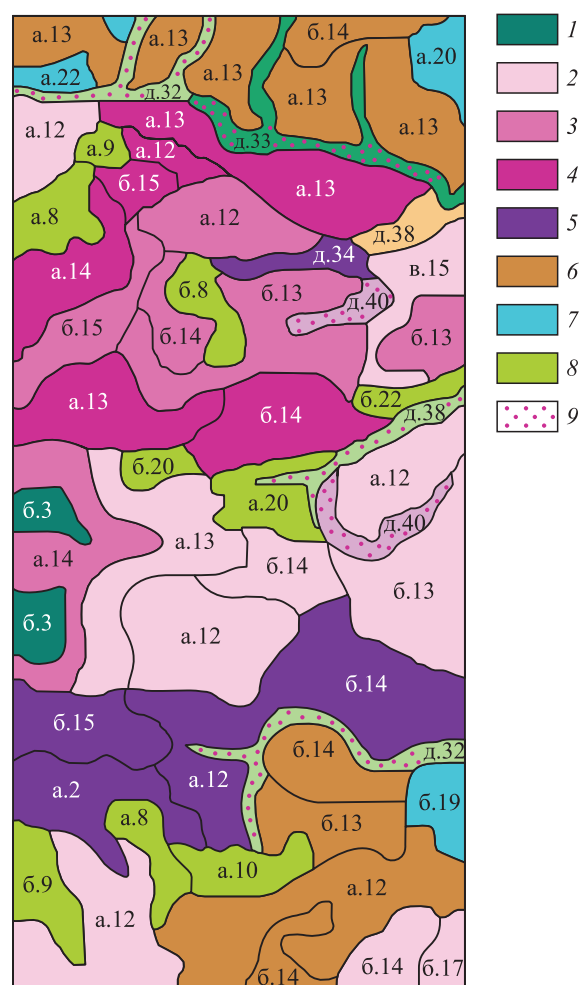 а.13
а.13
б.14
а.20
а.22
а.13
а.13
д.32
а.13
а.12
а.13
д.33
а.9
а.12
б.15
а.13
а.8
а.12
д.38
а.14
д.34
в.15
б.8
б.13
д.40
б.15
б.14
б.13
а.13
б.14
б.22
д.38
б.20
а.12
б.3
а.20
д.40
а.14
а.13
б.14
б.13
б.3
а.12
б.14
б.15
б.14
д.32
а.2
а.12
б.19
а.8
б.13
б.9
а.10
а.12
а.12
б.14
б.14
б.17
1
2
3
4
5
6
7
8
9